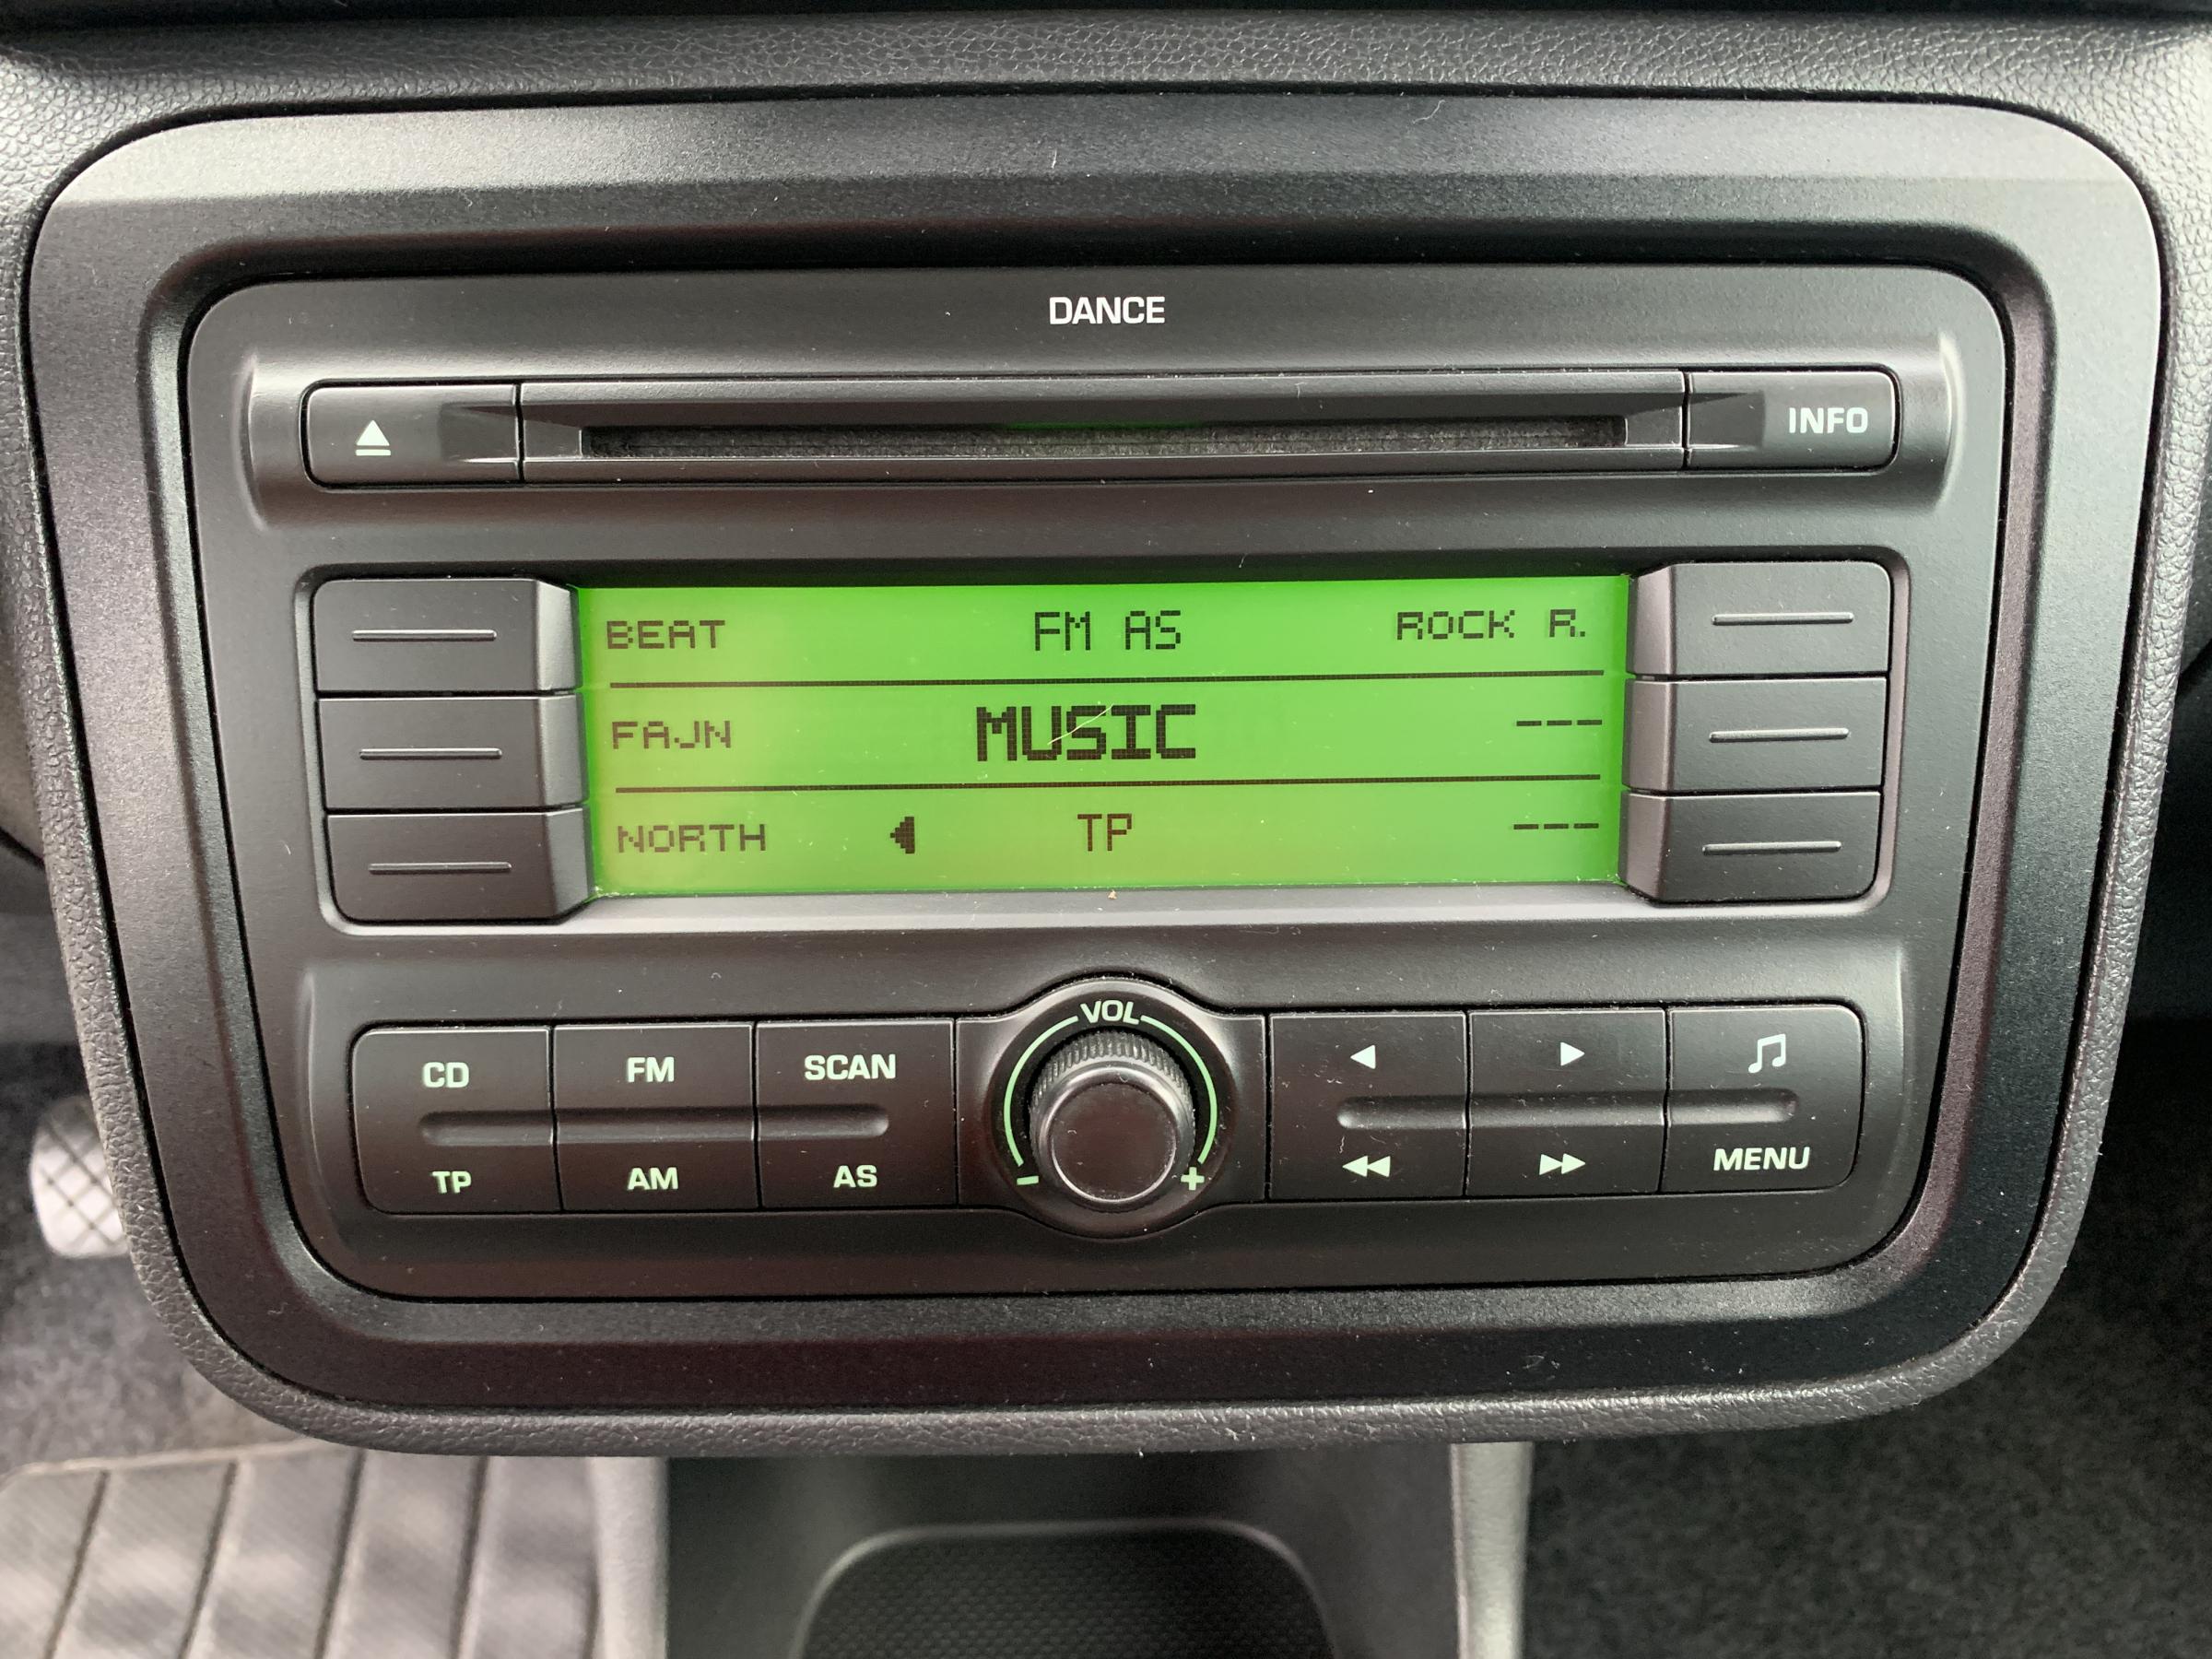 DANCE
INFO
BEAT FM AS ROCK R.
FAJN MUSIC ---
NORTH TP ---
VOL
CD FM SCAN
TP AM AS - + MENU